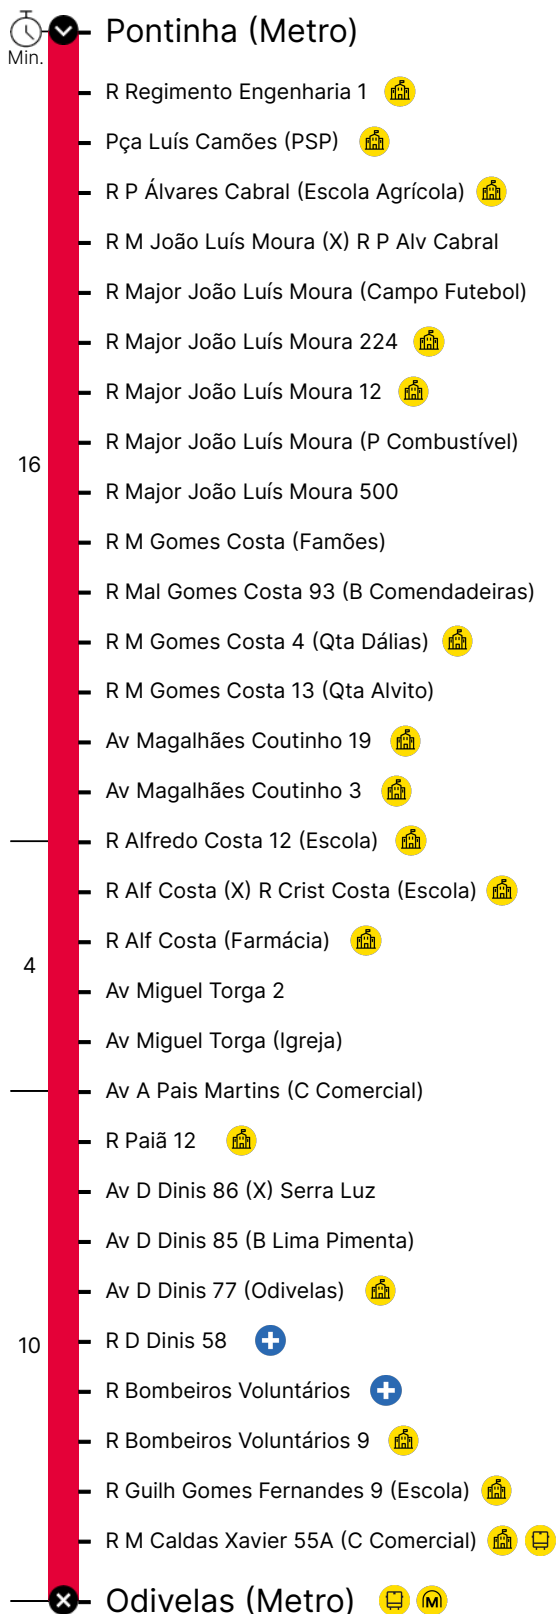 Pontinha (Metro)
Min.
R Regimento Engenharia 1
Pça Luís Camões (PSP)
R P Álvares Cabral (Escola Agrícola)
R M João Luís Moura (X) R P Alv Cabral
R Major João Luís Moura (Campo Futebol)
R Major João Luís Moura 224
R Major João Luís Moura 12
R Major João Luís Moura (P Combustível)
16
R Major João Luís Moura 500
R M Gomes Costa (Famões)
R Mal Gomes Costa 93 (B Comendadeiras)
R M Gomes Costa 4 (Qta Dálias)
R M Gomes Costa 13 (Qta Alvito)
Av Magalhães Coutinho 19
Av Magalhães Coutinho 3
R Alfredo Costa 12 (Escola)
R Alf Costa (X) R Crist Costa (Escola)
R Alf Costa (Farmácia)
4
Av Miguel Torga 2
Av Miguel Torga (Igreja)
Av A Pais Martins (C Comercial)
R Paiã 12
Av D Dinis 86 (X) Serra Luz
Av D Dinis 85 (B Lima Pimenta)
Av D Dinis 77 (Odivelas)
R D Dinis 58
10
R Bombeiros Voluntários
R Bombeiros Voluntários 9
R Guilh Gomes Fernandes 9 (Escola)
R M Caldas Xavier 55A (C Comercial)
Odivelas (Metro)
M